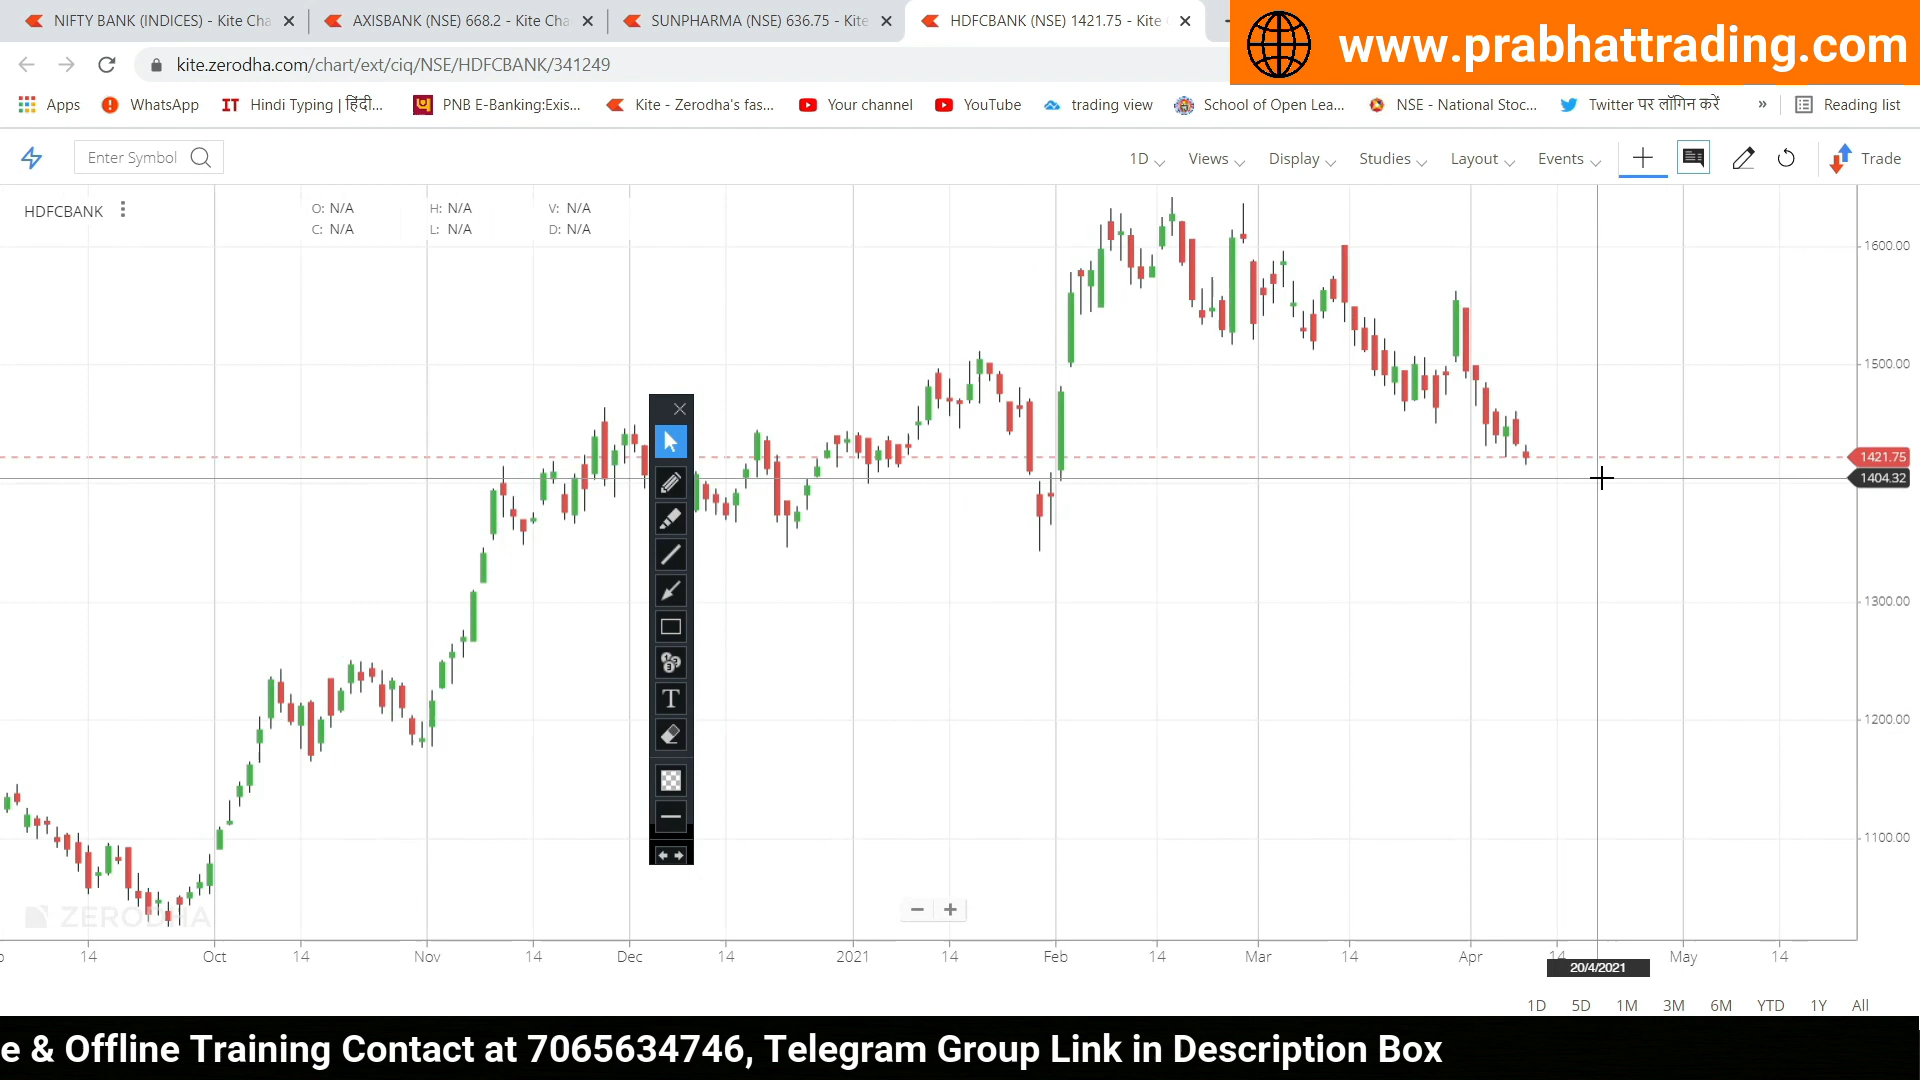 NIFTY BANK (INDICES) - Kite Cha
AXISBANK (NSE) 668.2 - Kite Cha
SUNPHARMA (NSE) 636.75 - Kite
HDFCBANK (NSE) 1421.75 - Kite
www.prabhattrading.com
kite.zerodha.com/chart/ext/ciq/NSE/HDFCBANK/341249
Apps
WhatsApp
IT Hindi Typing | हिंदी...
PNB E-Banking:Exis...
Kite - Zerodha's fas...
Your channel
YouTube
trading view
School of Open Lea...
NSE - National Stoc...
Twitter पर लॉगिन करें
»
Reading list
Enter Symbol
1D
Views
Display
Studies
Layout
Events
Trade
HDFCBANK
O: N/A H: N/A V: N/A
C: N/A L: N/A D: N/A
1600.00
1500.00
1421.75
1404.32
1300.00
1200.00
1100.00
T
ZERODHA
14 Oct 14 Nov 14 Dec 14 2021 14 Feb 14 Mar 14 Apr 14 May 14
20/4/2021
1D 5D 1M 3M 6M YTD 1Y All
e & Offline Training Contact at 7065634746, Telegram Group Link in Description Box